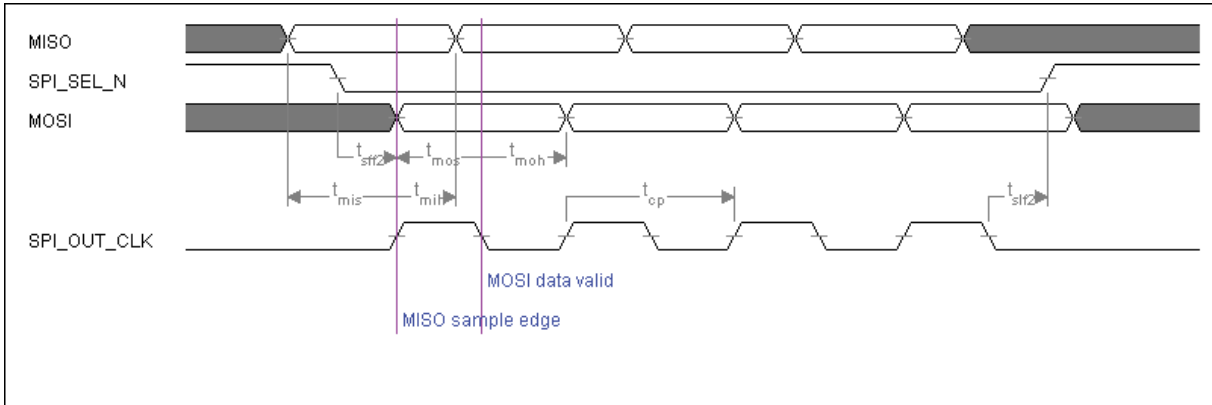 MISO
SPI_SEL_N
MOSI
tsff2 tmos tmoh
tmis tmih tcp tslf2
SPI_OUT_CLK
MOSI data valid
MISO sample edge